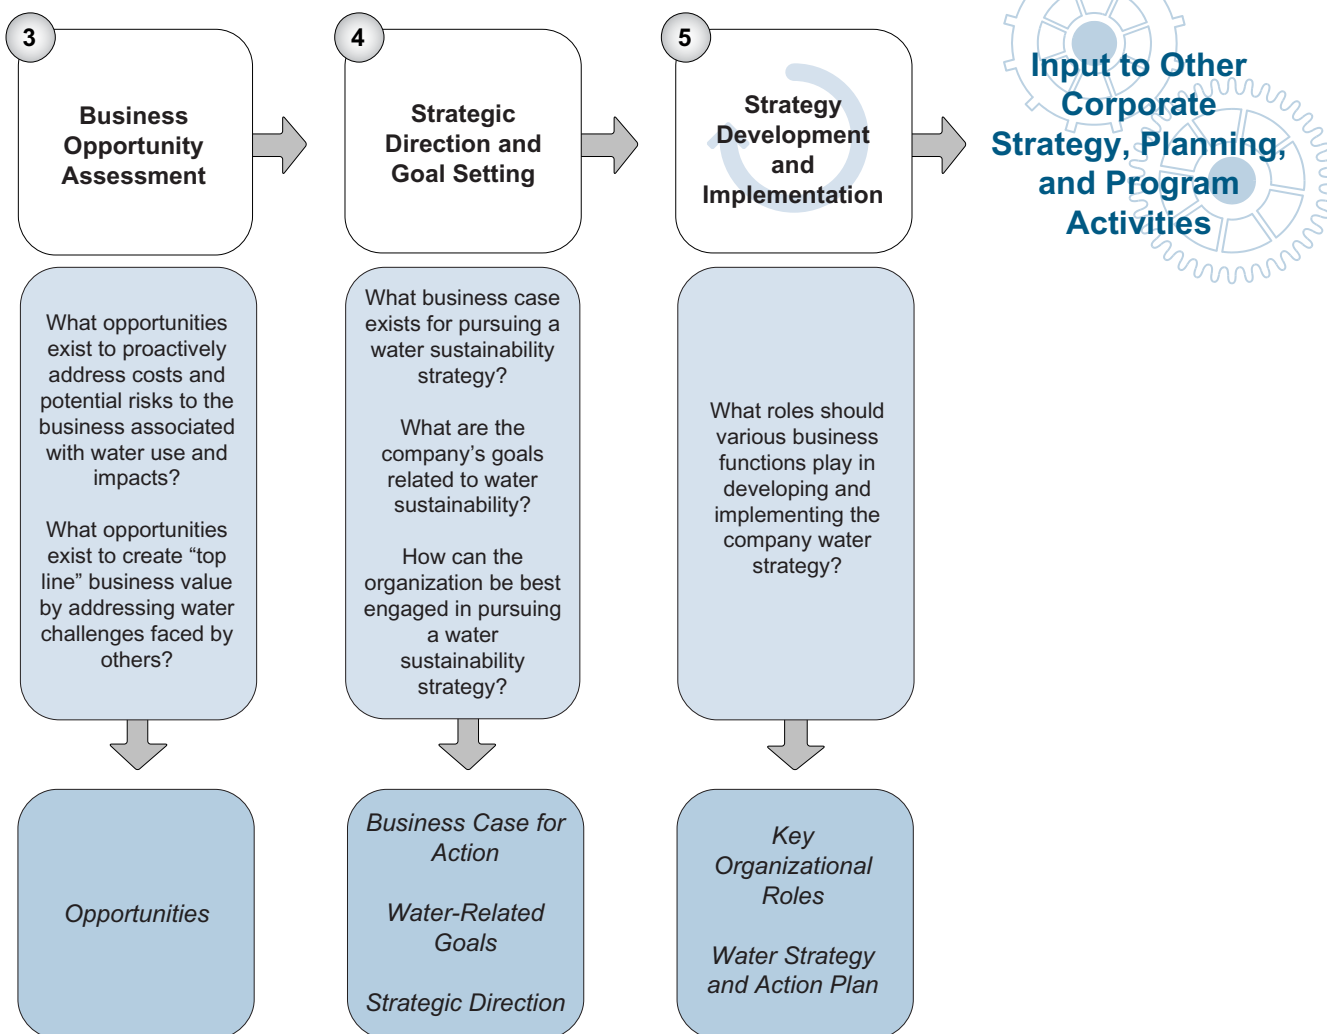 3
Business
Opportunity
Assessment
4
Strategic
Direction and
Goal Setting
5
Strategy
Development
and
Implementation
Input to Other
Corporate
Strategy, Planning,
and Program
Activities
What opportunities
exist to proactively
address costs and
potential risks to the
business associated
with water use and
impacts?
What opportunities
exist to create “top
line” business value
by addressing water
challenges faced by
others?
What business case
exists for pursuing a
water sustainability
strategy?
What are the
company’s goals
related to water
sustainability?
How can the
organization be best
engaged in pursuing
a water
sustainability
strategy?
What roles should
various business
functions play in
developing and
implementing the
company water
strategy?
Opportunities
Business Case for
Action
Water-Related
Goals
Strategic Direction
Key
Organizational
Roles
Water Strategy
and Action Plan